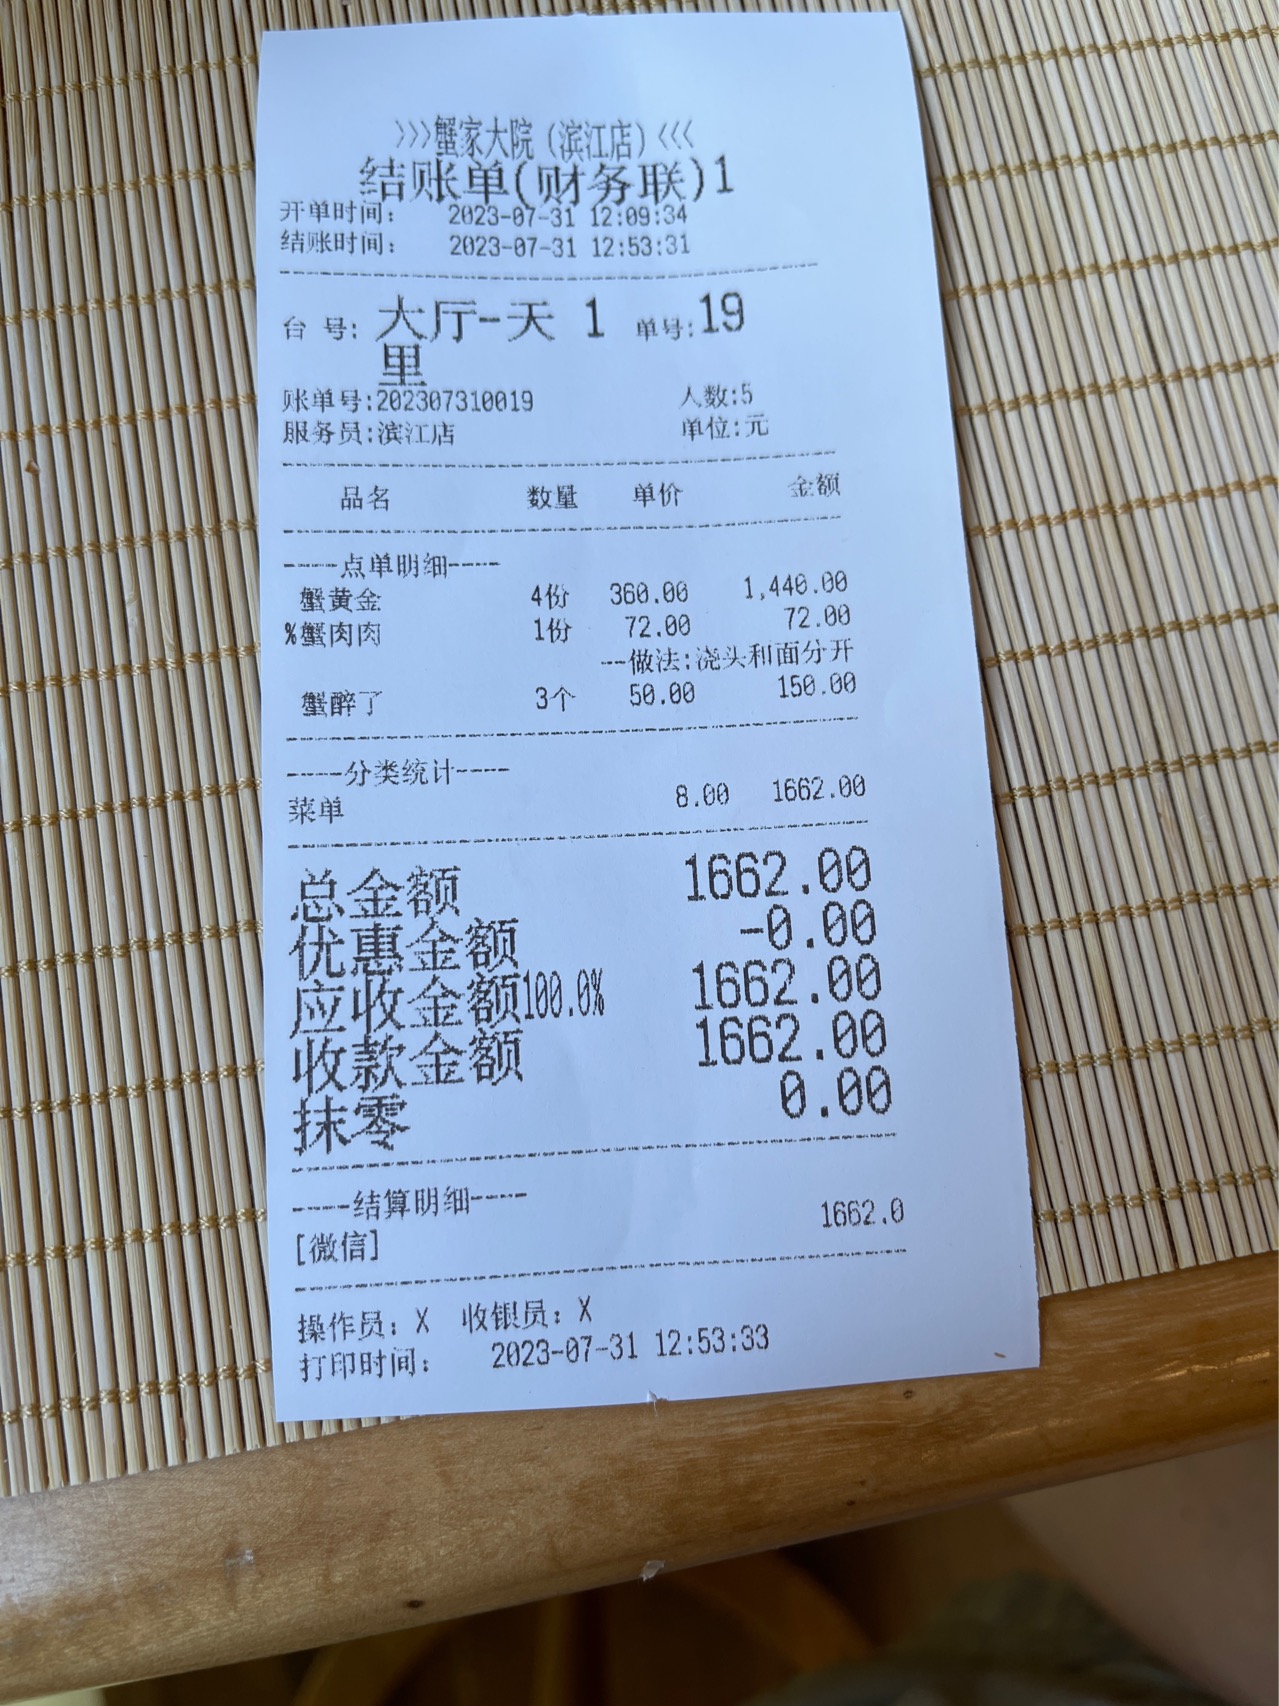 >>>蟹家大院（滨江店）<<<
结账单(财务联)1
开单时间： 2023-07-31 12:09:34
结账时间： 2023-07-31 12:53:31
台 号: 大厅-天 1 单号:19
里
账单号:202307310019 人数:5
服务员:滨江店 单位:元
品名 数量 单价 金额
----点单明细----
蟹黄金 4份 360.00 1,440.00
%蟹肉肉 1份 72.00 72.00
---做法:浇头和面分开
蟹醉了 3个 50.00 150.00
----分类统计----
菜单 8.00 1662.00
总金额 1662.00
优惠金额 -0.00
应收金额100.0% 1662.00
收款金额 1662.00
抹零 0.00
----结算明细----
[微信] 1662.0
操作员：X 收银员：X
打印时间： 2023-07-31 12:53:33